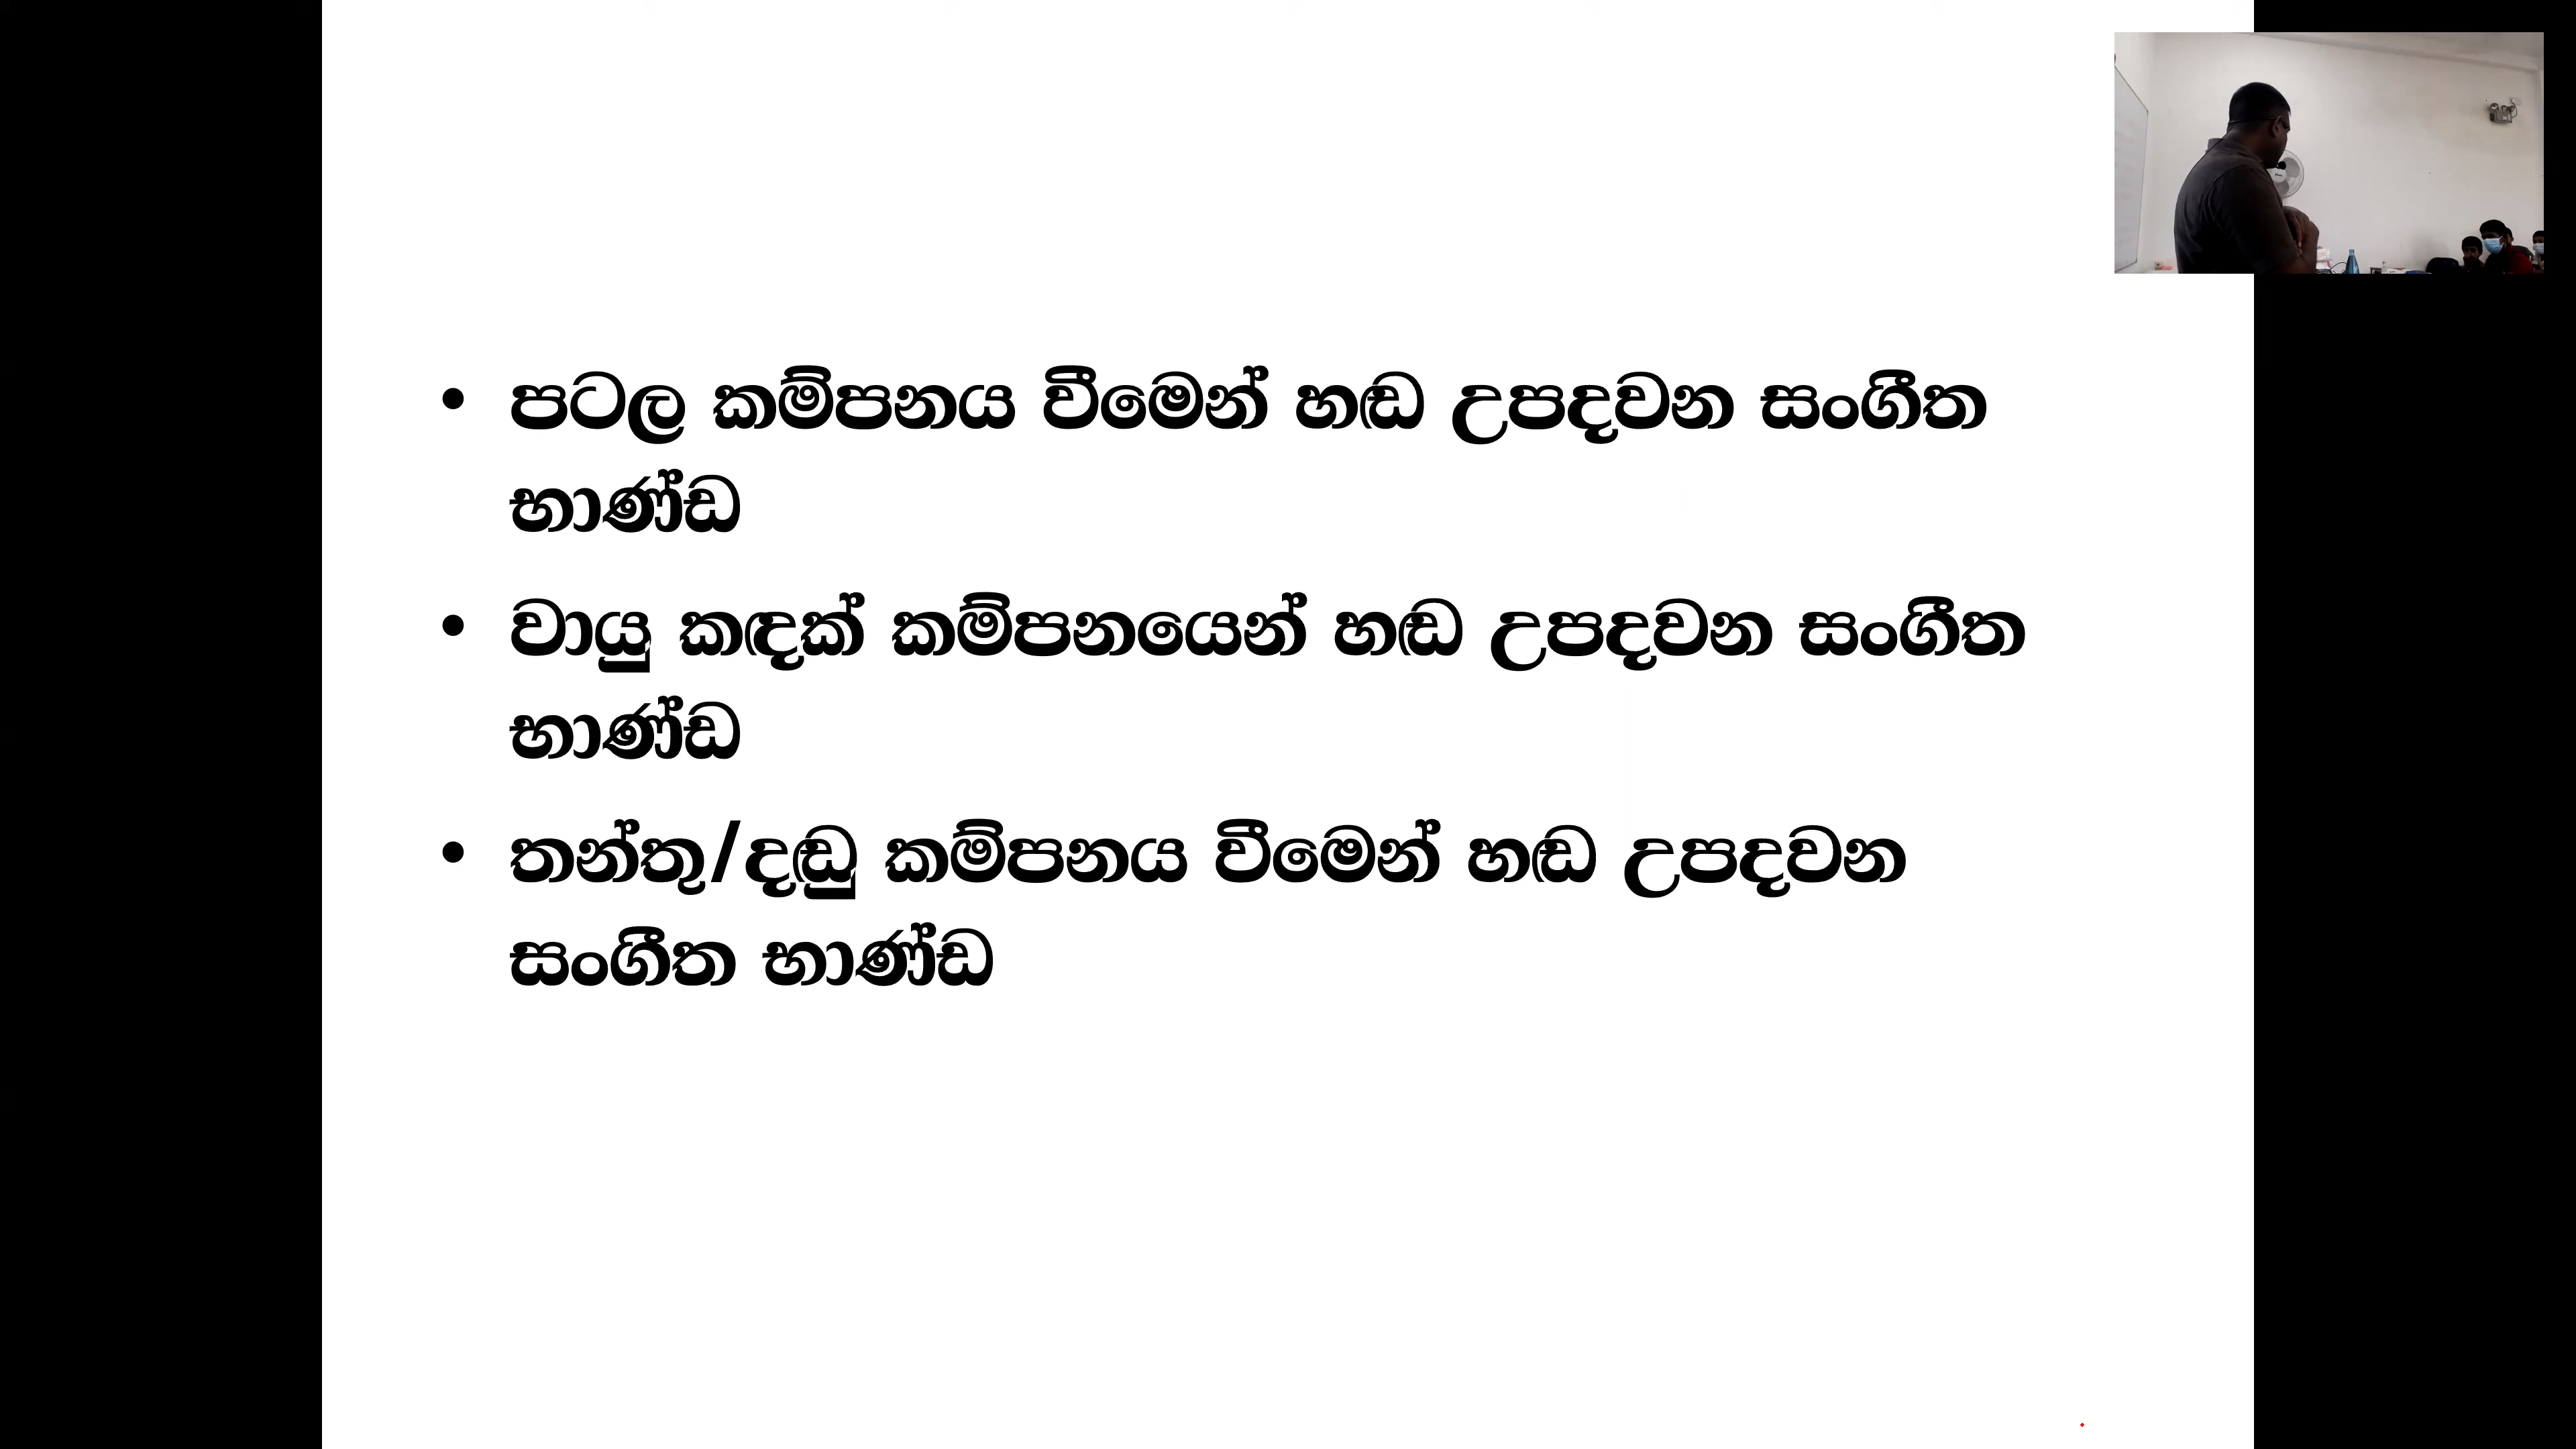 • පටල කම්පනය වීමෙන් හඬ උපදවන සංගීත
භාණ්ඩ
• වායු කඳක් කම්පනයෙන් හඬ උපදවන සංගීත
භාණ්ඩ
• තන්තු/දඬු කම්පනය වීමෙන් හඬ උපදවන
සංගීත භාණ්ඩ